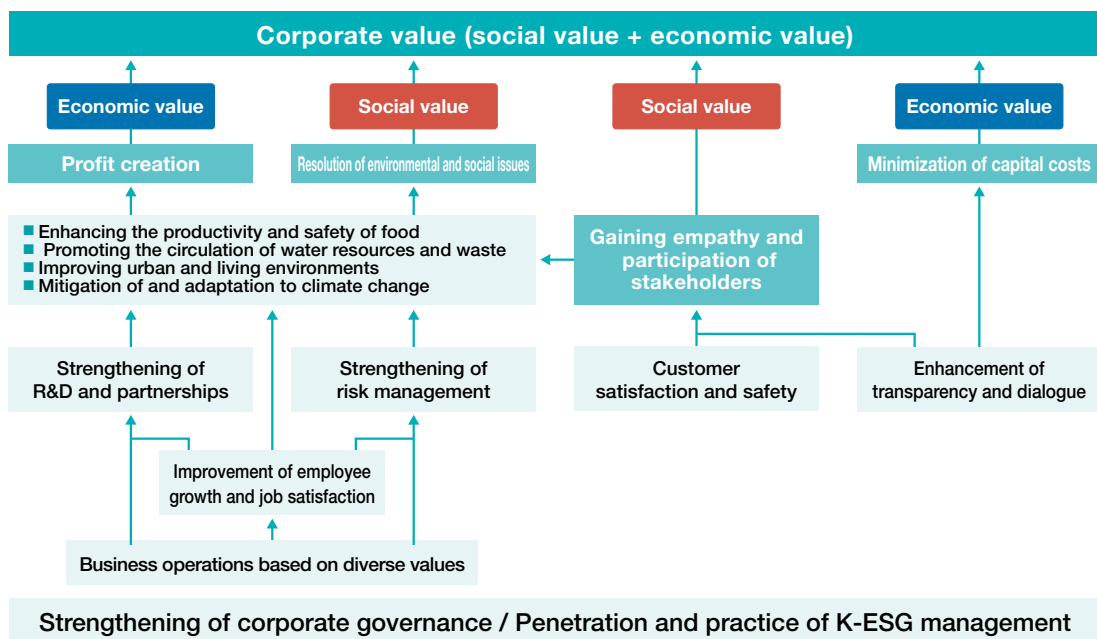 Corporate value (social value + economic value)
Economic value
Social value
Social value
Economic value
Profit creation
Resolution of environmental and social issues
Minimization of capital costs
Enhancing the productivity and safety of food
Promoting the circulation of water resources and waste
Improving urban and living environments
Mitigation of and adaptation to climate change
Gaining empathy and
participation of
stakeholders
Strengthening of
R&D and partnerships
Strengthening of
risk management
Customer
satisfaction and safety
Enhancement of
transparency and dialogue
Improvement of employee
growth and job satisfaction
Business operations based on diverse values
Strengthening of corporate governance / Penetration and practice of K-ESG management